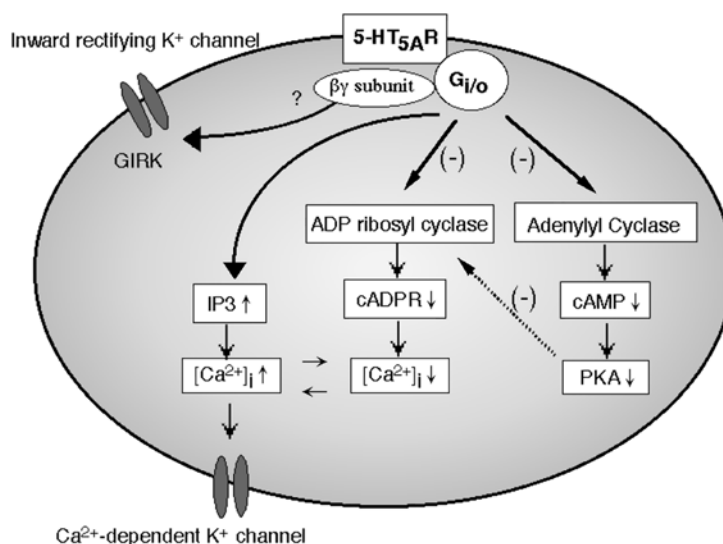 5-HT5AR
Inward rectifying K+ channel
Gi/o
βγ subunit
?
GIRK
(-)
(-)
ADP ribosyl cyclase
Adenylyl Cyclase
IP3 ↑
cADPR ↓
(-)
cAMP ↓
[Ca2+]i ↑
[Ca2+]i ↓
PKA ↓
Ca2+-dependent K+ channel